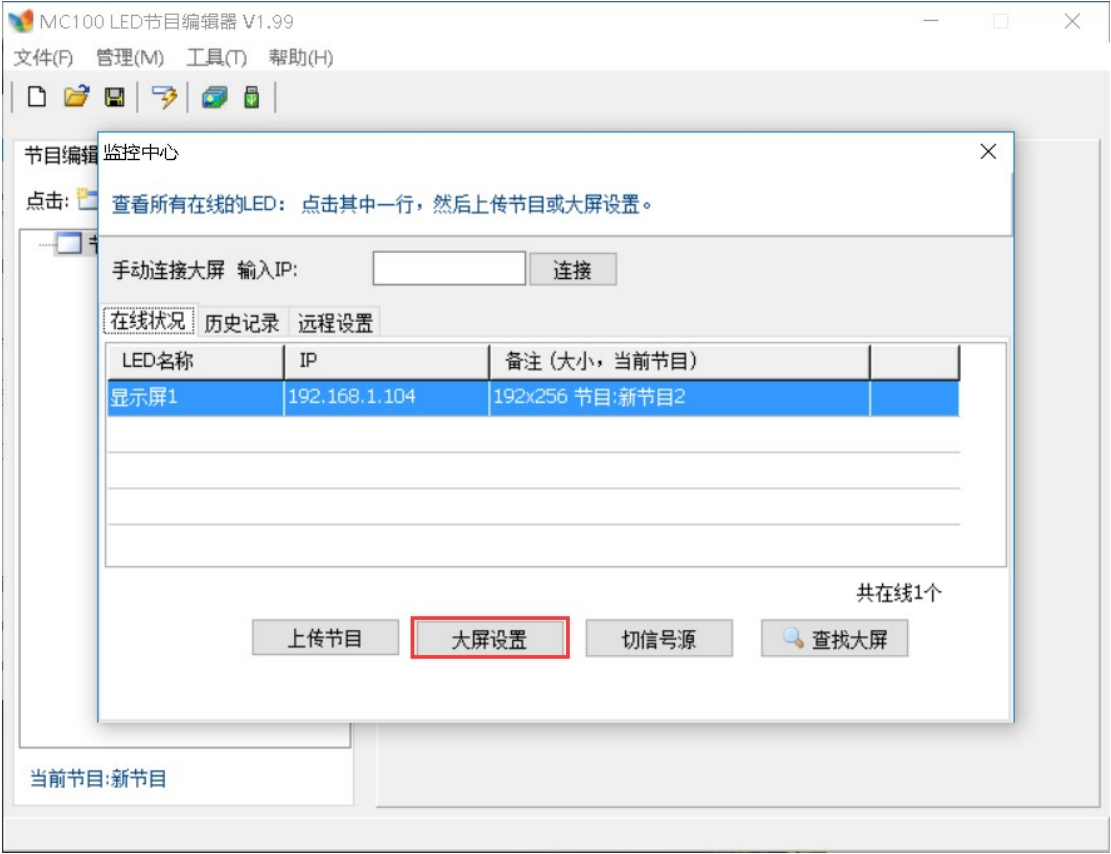 MC100 LED节目编辑器 V1.99
文件(F) 管理(M) 工具(T) 帮助(H)
节目编辑
监控中心
点击:
查看所有在线的LED： 点击其中一行，然后上传节目或大屏设置。
手动连接大屏 输入IP:
连接
在线状况 历史记录 远程设置
LED名称 IP 备注 (大小，当前节目)
显示屏1 192.168.1.104 192x256 节目:新节目2
共在线1个
上传节目 大屏设置 切信号源 查找大屏
当前节目:新节目